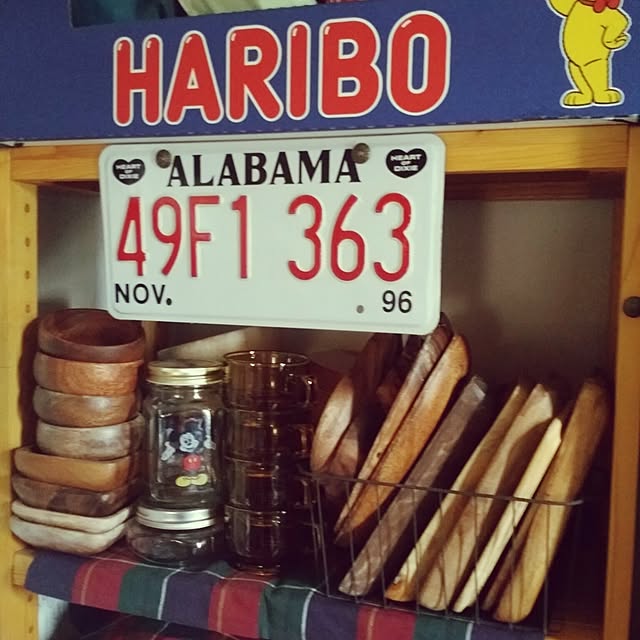 HARIBO
HEART OF DIXIE
ALABAMA
HEART OF DIXIE
49F1 363
NOV.
96